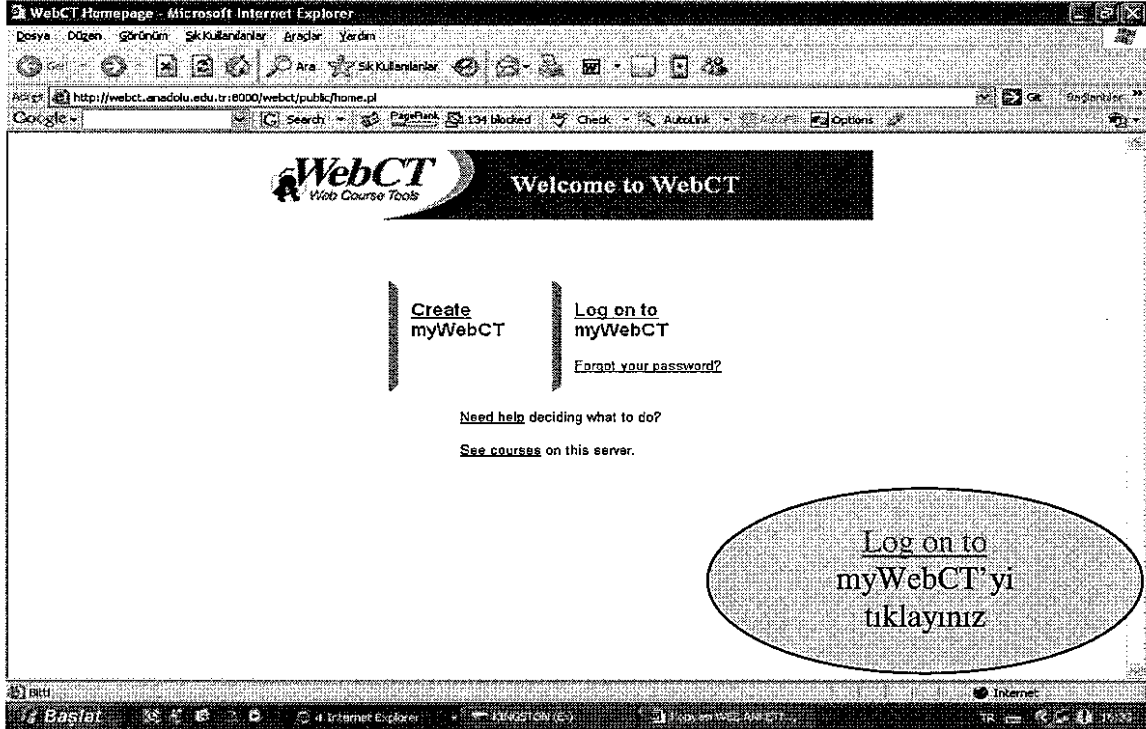 WebCT Homepage - Microsoft Internet Explorer
Dosya Düzen Görünüm Sık Kullanılanlar Araçlar Yardım
Ara Sık Kullanılanlar
http://webct.anadolu.edu.tr:8000/webct/public/home.pl Git
Google Search PageRank 134 blocked Check AutoLink Options
WebCT
Web Course Tools
Welcome to WebCT
Create
myWebCT
Log on to
myWebCT
Forgot your password?
Need help deciding what to do?
See courses on this server.
Log on to
myWebCT'yi
tıklayınız
Bitti Internet
Başlat 4 Internet Explorer KINGSTON (E:) TR